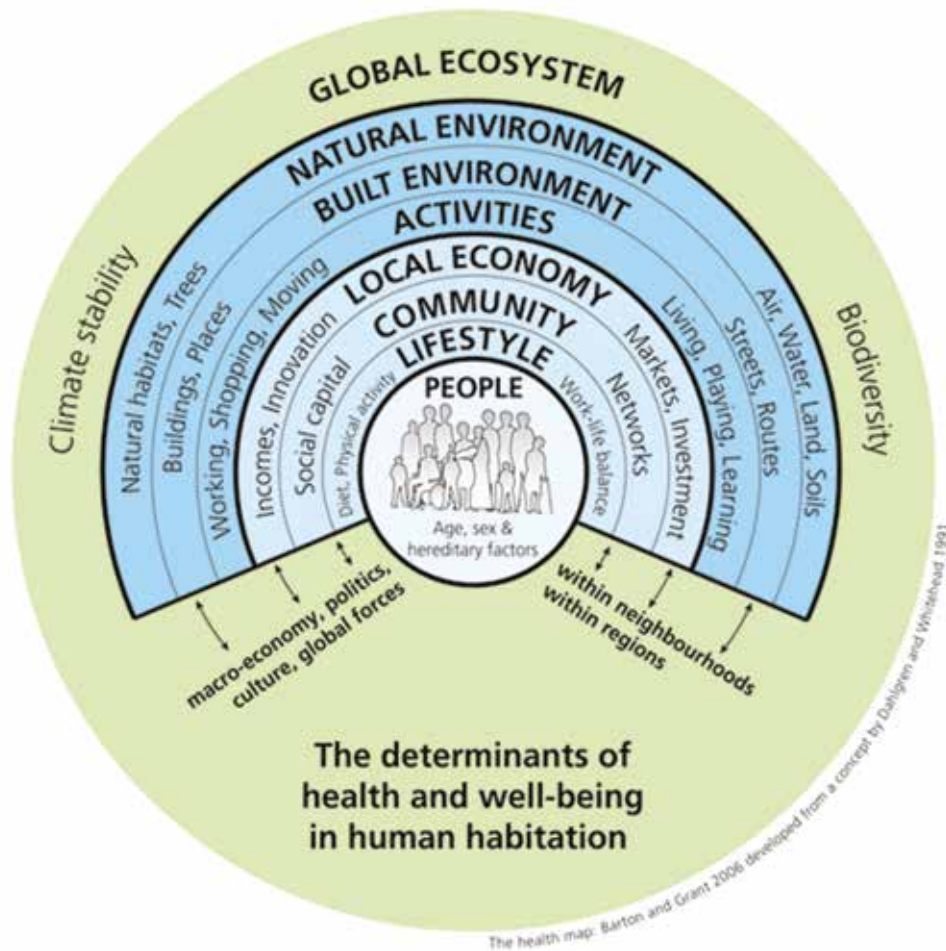 GLOBAL ECOSYSTEM
NATURAL ENVIRONMENT
BUILT ENVIRONMENT
ACTIVITIES
LOCAL ECONOMY
COMMUNITY
LIFESTYLE
PEOPLE
Age, sex &
hereditary factors
Climate stability
Natural habitats, Trees
Buildings, Places
Working, Shopping, Moving
Incomes, Innovation
Social capital
Diet, Physical activity
Work-life balance
Networks
Markets, Investment
Living, Playing, Learning
Streets, Routes
Air, Water, Land, Soils
Biodiversity
macro-economy, politics,
culture, global forces
within neighbourhoods
within regions
The determinants of
health and well-being
in human habitation
The health map: Barton and Grant 2006 developed from a concept by Dahlgren and Whitehead 1991